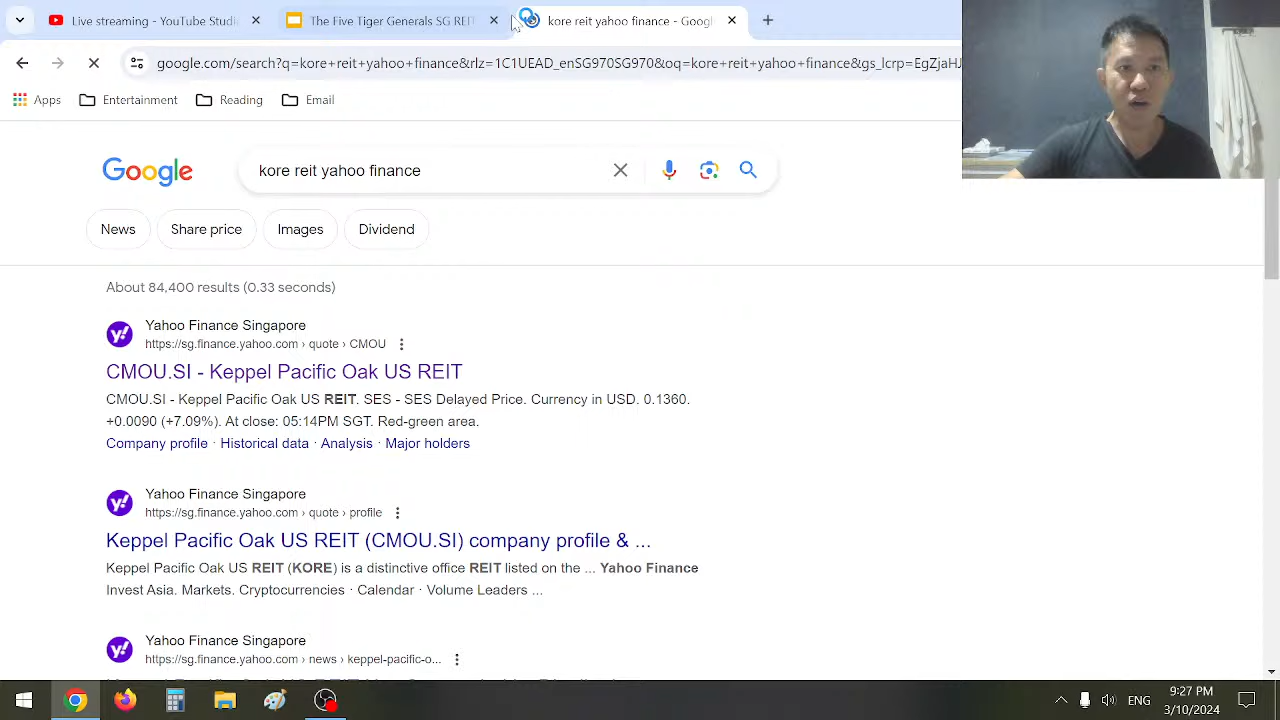 Live streaming - YouTube Studi
The Five Tiger Generals SG REI
kore reit yahoo finance - Googl
google.com/search?q=kore+reit+yahoo+finance&rlz=1C1UEAD_enSG970SG970&oq=kore+reit+yahoo+finance&gs_lcrp=EgZjaHJ
Apps
Entertainment
Reading
Email
Google
kore reit yahoo finance
News
Share price
Images
Dividend
About 84,400 results (0.33 seconds)
Yahoo Finance Singapore
https://sg.finance.yahoo.com › quote › CMOU
CMOU.SI - Keppel Pacific Oak US REIT
CMOU.SI - Keppel Pacific Oak US REIT. SES - SES Delayed Price. Currency in USD. 0.1360.
+0.0090 (+7.09%). At close: 05:14PM SGT. Red-green area.
Company profile · Historical data · Analysis · Major holders
Yahoo Finance Singapore
https://sg.finance.yahoo.com › quote › profile
Keppel Pacific Oak US REIT (CMOU.SI) company profile & ...
Keppel Pacific Oak US REIT (KORE) is a distinctive office REIT listed on the ... Yahoo Finance
Invest Asia. Markets. Cryptocurrencies · Calendar · Volume Leaders ...
Yahoo Finance Singapore
https://sg.finance.yahoo.com › news › keppel-pacific-o...
ENG
9:27 PM
3/10/2024